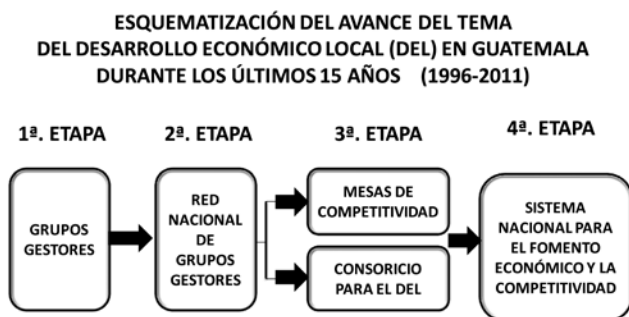 ESQUEMATIZACIÓN DEL AVANCE DEL TEMA
DEL DESARROLLO ECONÓMICO LOCAL (DEL) EN GUATEMALA
DURANTE LOS ÚLTIMOS 15 AÑOS (1996-2011)
1ª. ETAPA
2ª. ETAPA
3ª. ETAPA
4ª. ETAPA
GRUPOS
GESTORES
RED
NACIONAL
DE
GRUPOS
GESTORES
MESAS DE
COMPETITIVIDAD
CONSORICIO
PARA EL DEL
SISTEMA
NACIONAL PARA
EL FOMENTO
ECONÓMICO Y LA
COMPETITIVIDAD